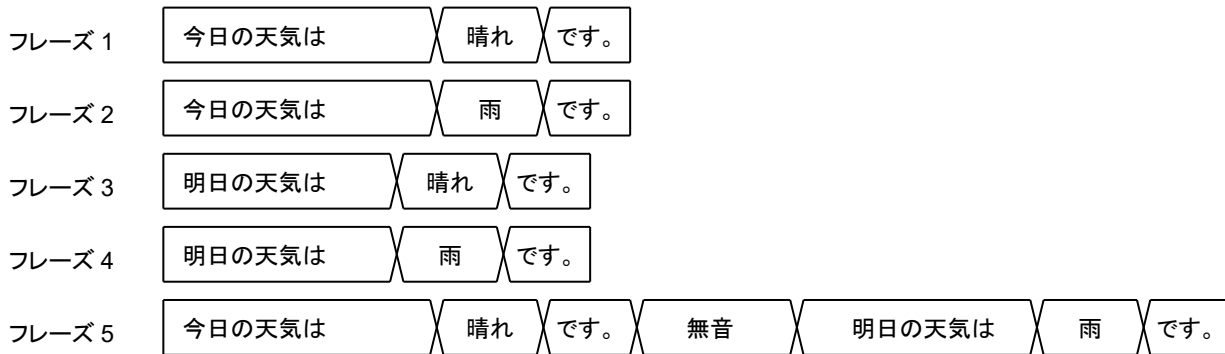 フレーズ 1 今日の天気は 晴れ です。
フレーズ 2 今日の天気は 雨 です。
フレーズ 3 明日の天気は 晴れ です。
フレーズ 4 明日の天気は 雨 です。
フレーズ 5 今日の天気は 晴れ です。 無音 明日の天気は 雨 です。